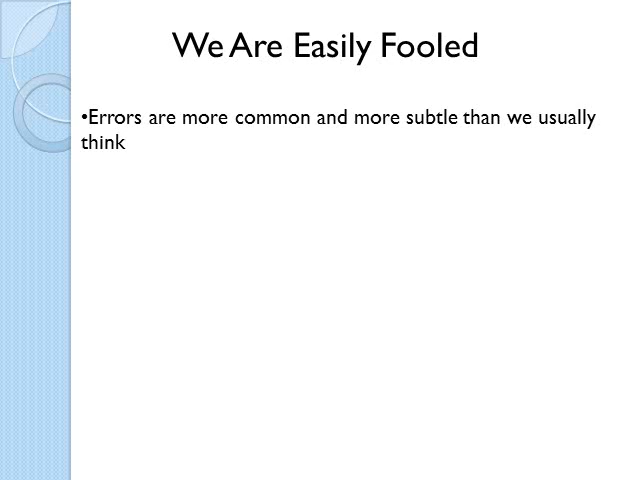 We Are Easily Fooled
•Errors are more common and more subtle than we usually
think